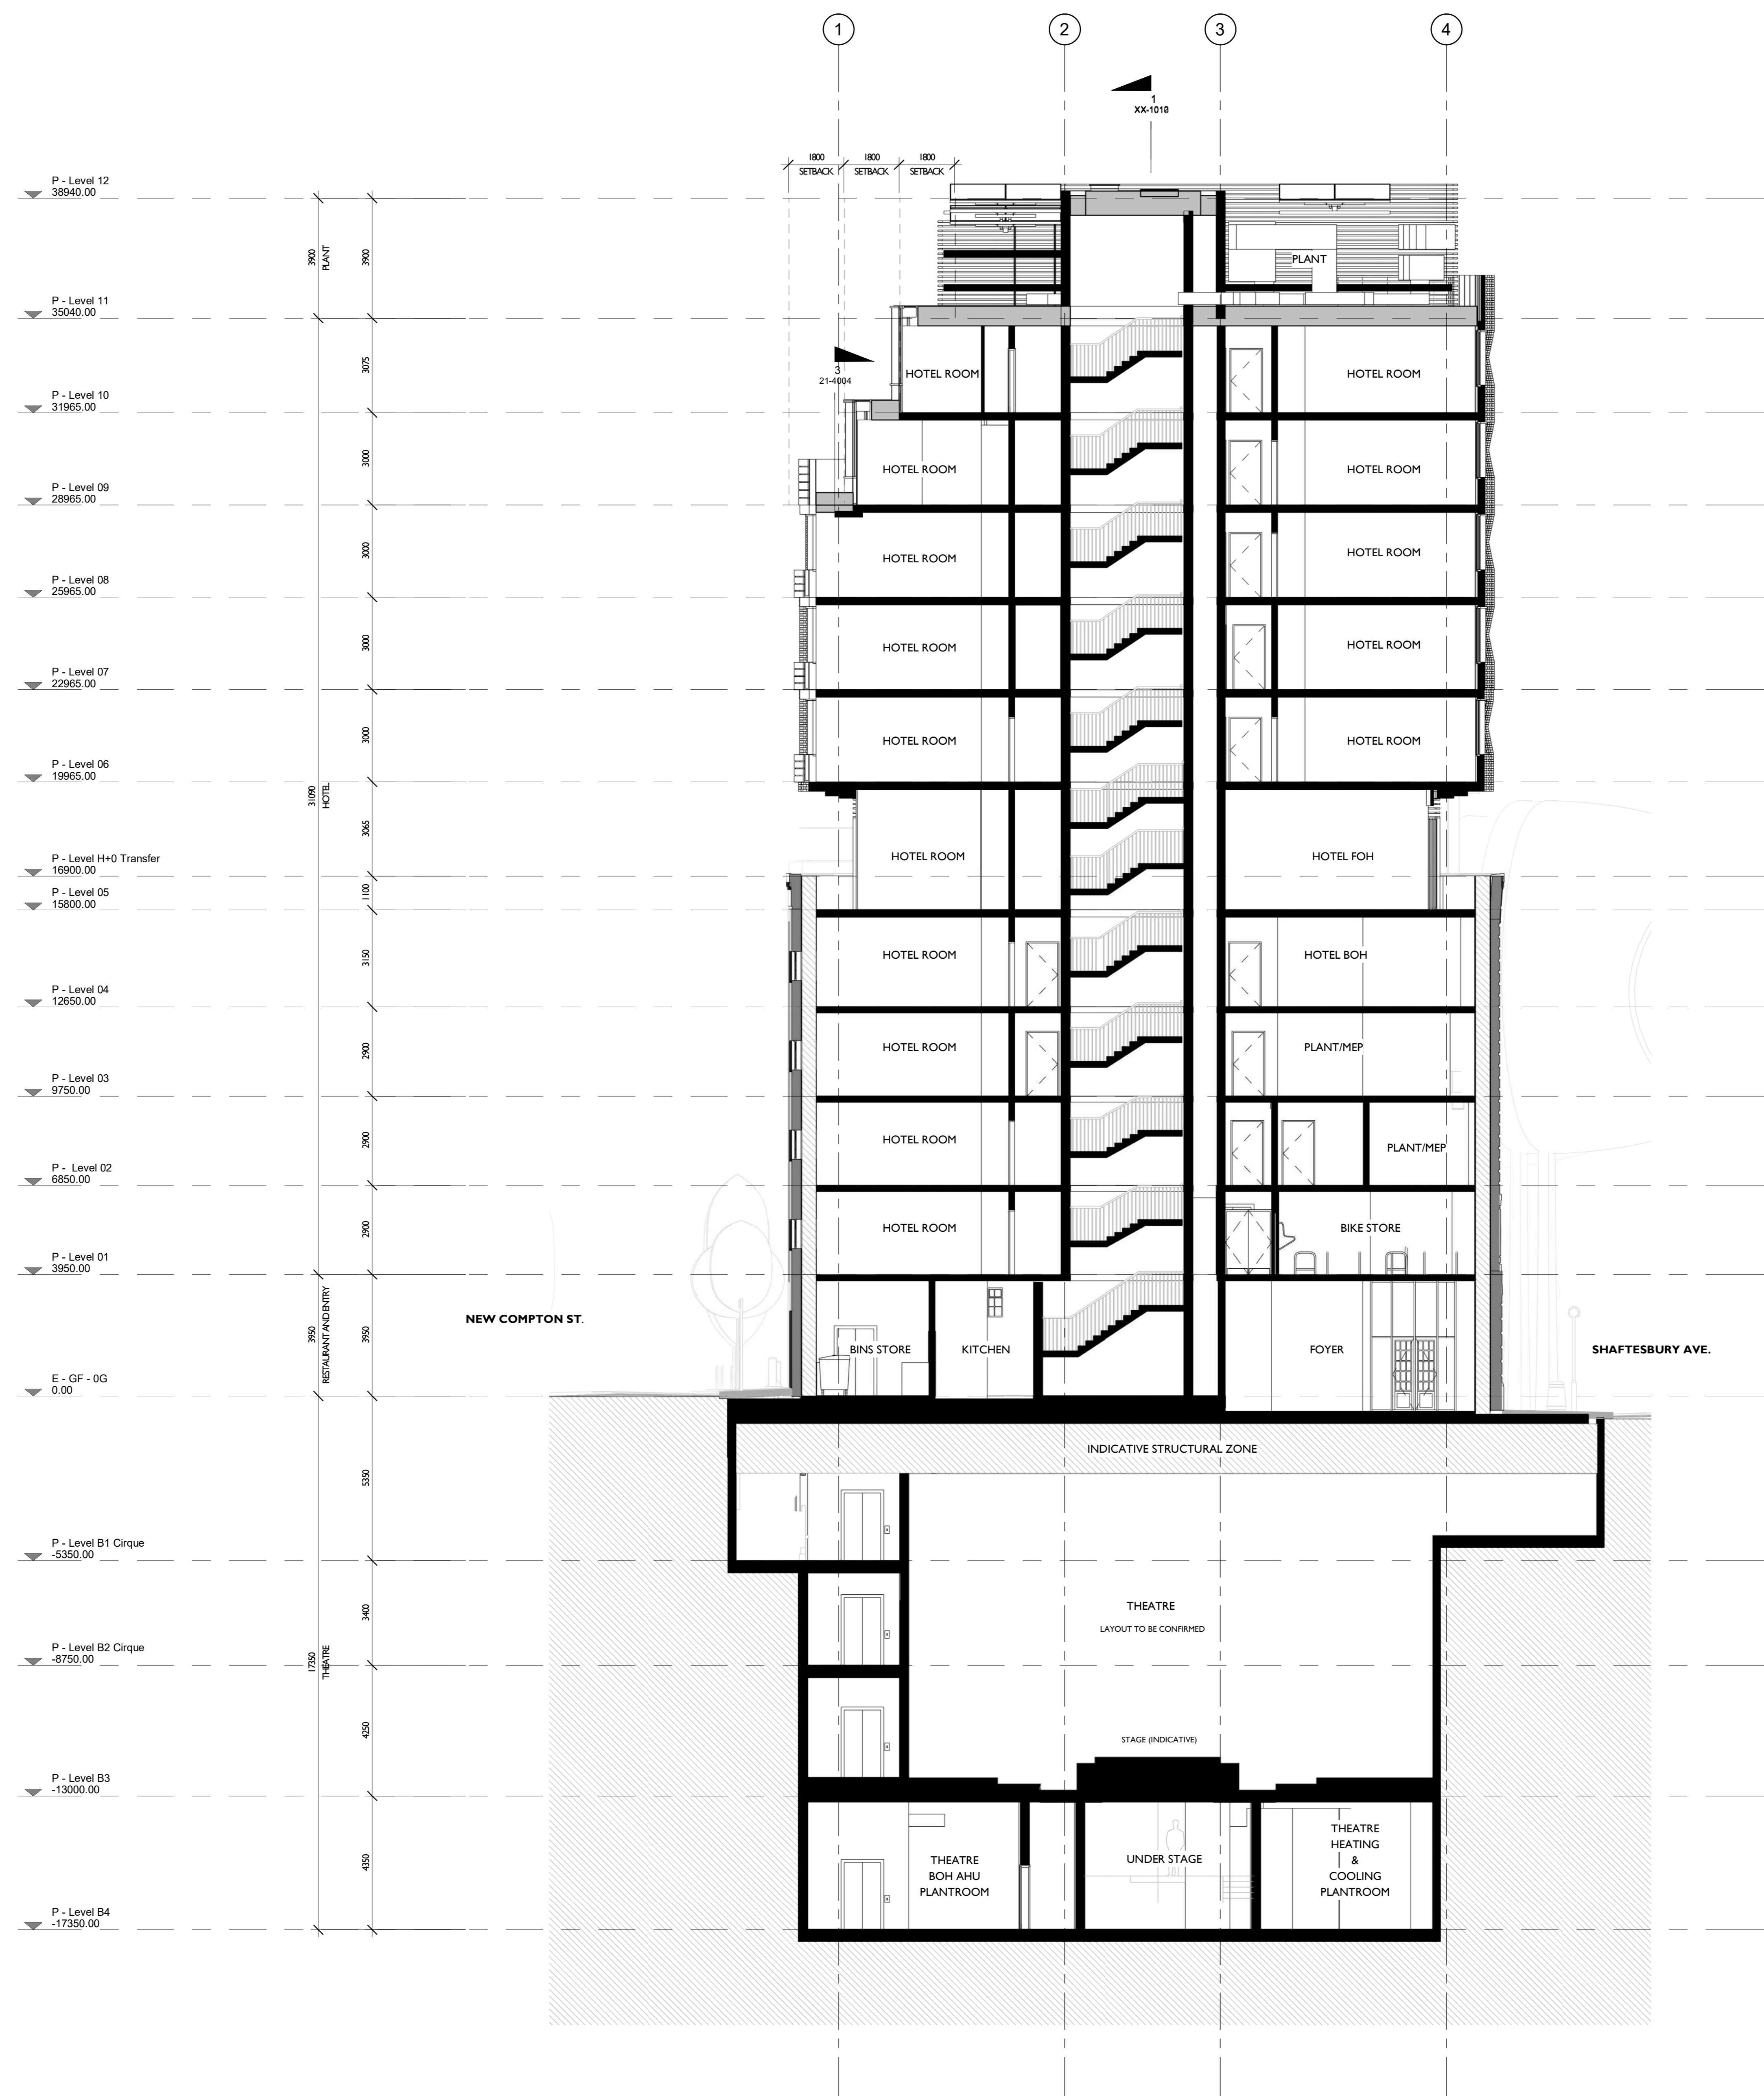 1
2
3
4
1
XX-1018
1800
1800
1800
SETBACK
SETBACK
SETBACK
P - Level 12
38940.00
3900
PLANT
3900
PLANT
P - Level 11
35040.00
3075
HOTEL ROOM
HOTEL ROOM
3
21-4004
P - Level 10
31965.00
3000
HOTEL ROOM
HOTEL ROOM
P - Level 09
28965.00
3000
HOTEL ROOM
HOTEL ROOM
P - Level 08
25965.00
3000
HOTEL ROOM
HOTEL ROOM
P - Level 07
22965.00
3000
HOTEL ROOM
HOTEL ROOM
P - Level 06
19965.00
31090
HOTEL
3065
HOTEL ROOM
HOTEL FOH
P - Level H+0 Transfer
16900.00
1100
P - Level 05
15800.00
3150
HOTEL ROOM
HOTEL BOH
P - Level 04
12650.00
2900
HOTEL ROOM
PLANT/MEP
P - Level 03
9750.00
2900
HOTEL ROOM
PLANT/MEP
P - Level 02
6850.00
2900
HOTEL ROOM
BIKE STORE
P - Level 01
3950.00
3950
RESTAURANT AND ENTRY
3950
NEW COMPTON ST.
BINS STORE
KITCHEN
FOYER
SHAFTESBURY AVE.
E - GF - 0G
0.00
INDICATIVE STRUCTURAL ZONE
5350
P - Level B1 Cirque
-5350.00
3400
THEATRE
LAYOUT TO BE CONFIRMED
P - Level B2 Cirque
-8750.00
17350
THEATRE
4250
STAGE (INDICATIVE)
P - Level B3
-13000.00
4350
THEATRE
BOH AHU
PLANTROOM
UNDER STAGE
THEATRE
HEATING
&
COOLING
PLANTROOM
P - Level B4
-17350.00